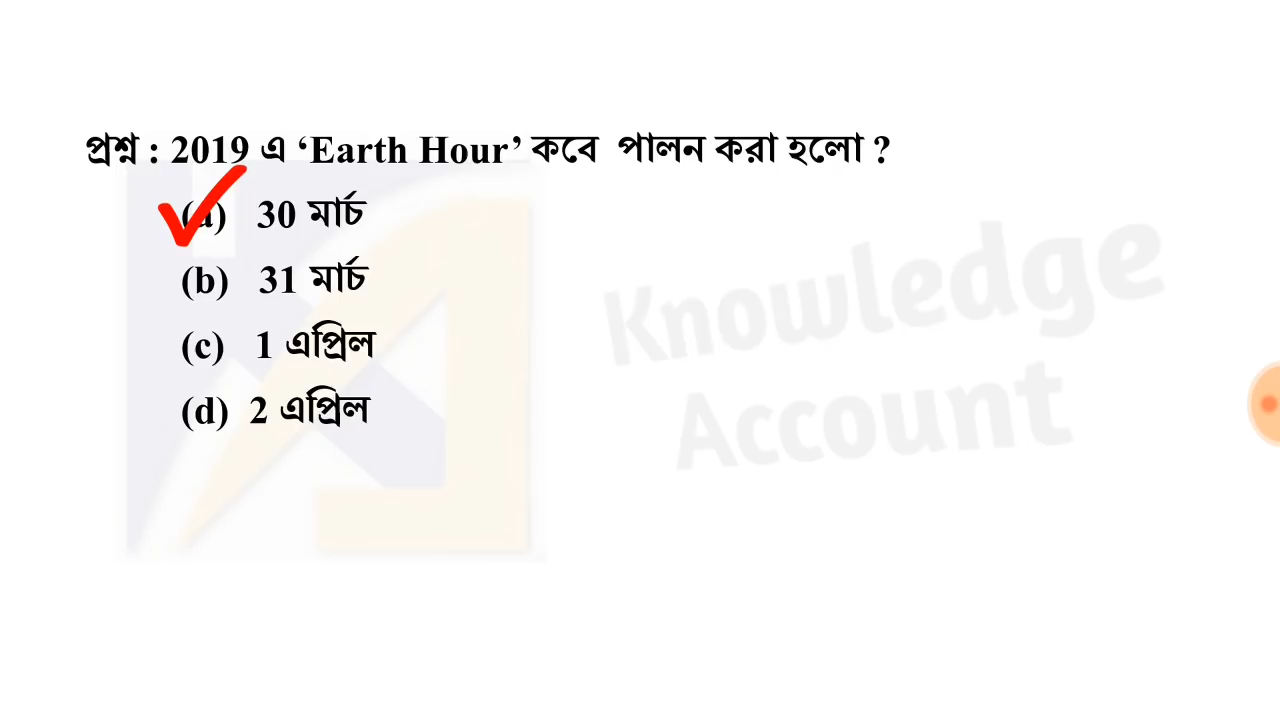 প্রশ্ন : 2019 এ ‘Earth Hour’ কবে পালন করা হলো ?
(a) 30 মার্চ
(b) 31 মার্চ
(c) 1 এপ্রিল
(d) 2 এপ্রিল
Knowledge
Account